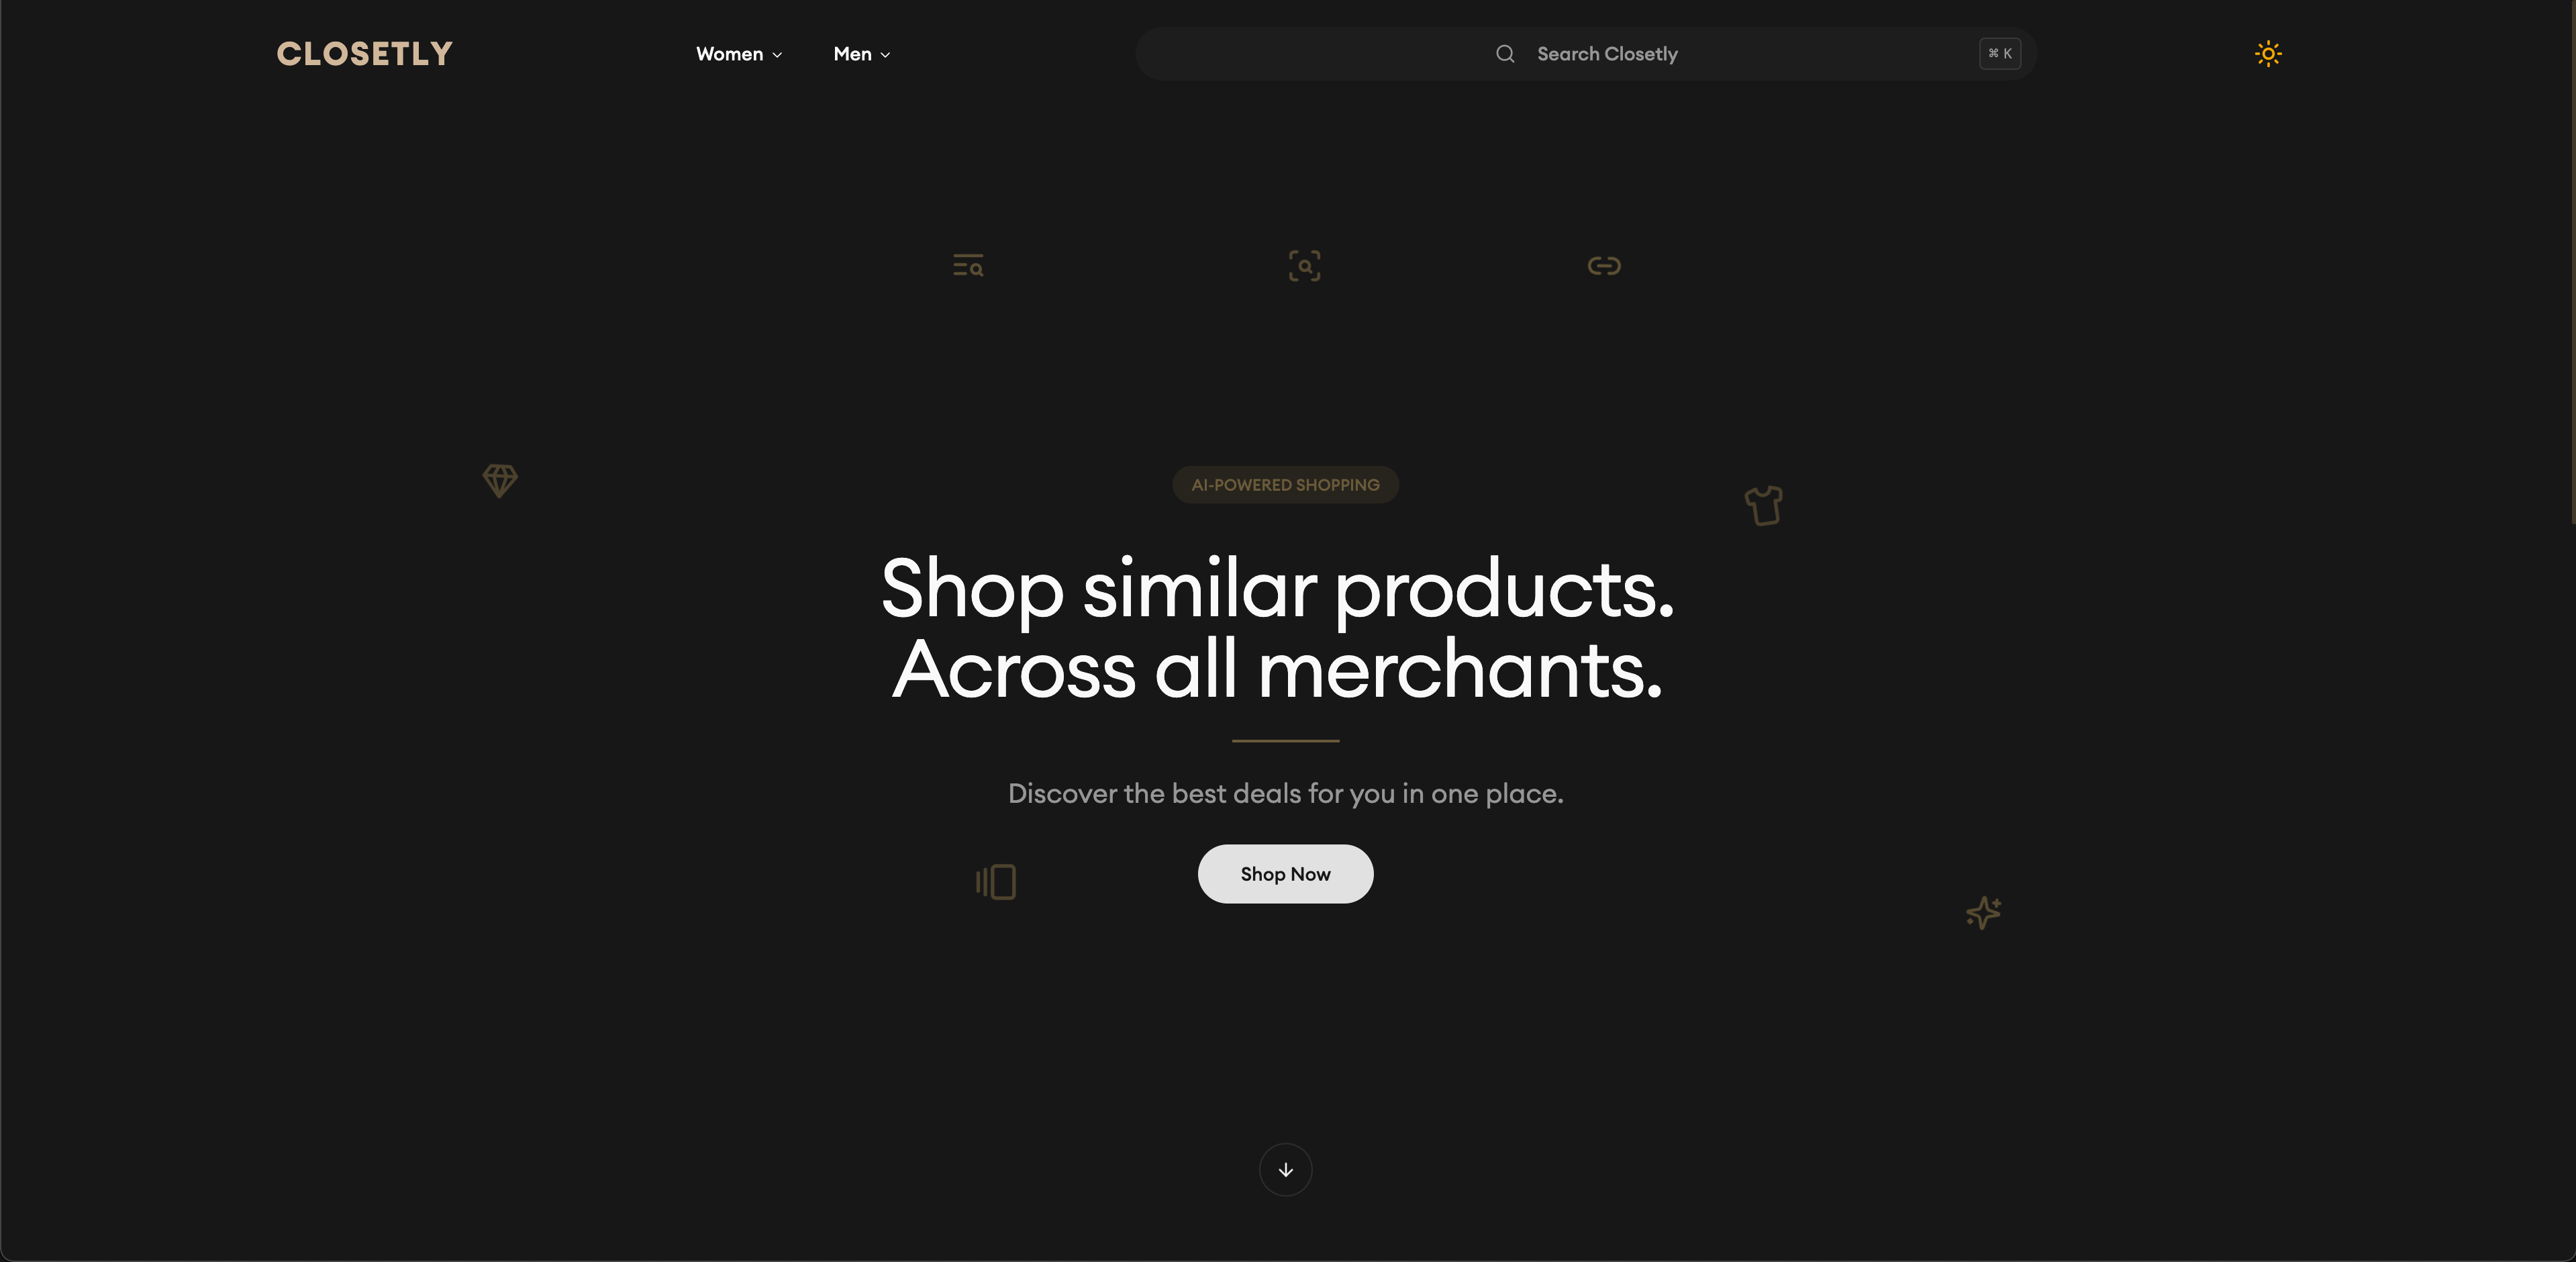 CLOSETLY
Women
Men
Search Closetly
⌘ K
AI-POWERED SHOPPING
Shop similar products.
Across all merchants.
Discover the best deals for you in one place.
Shop Now